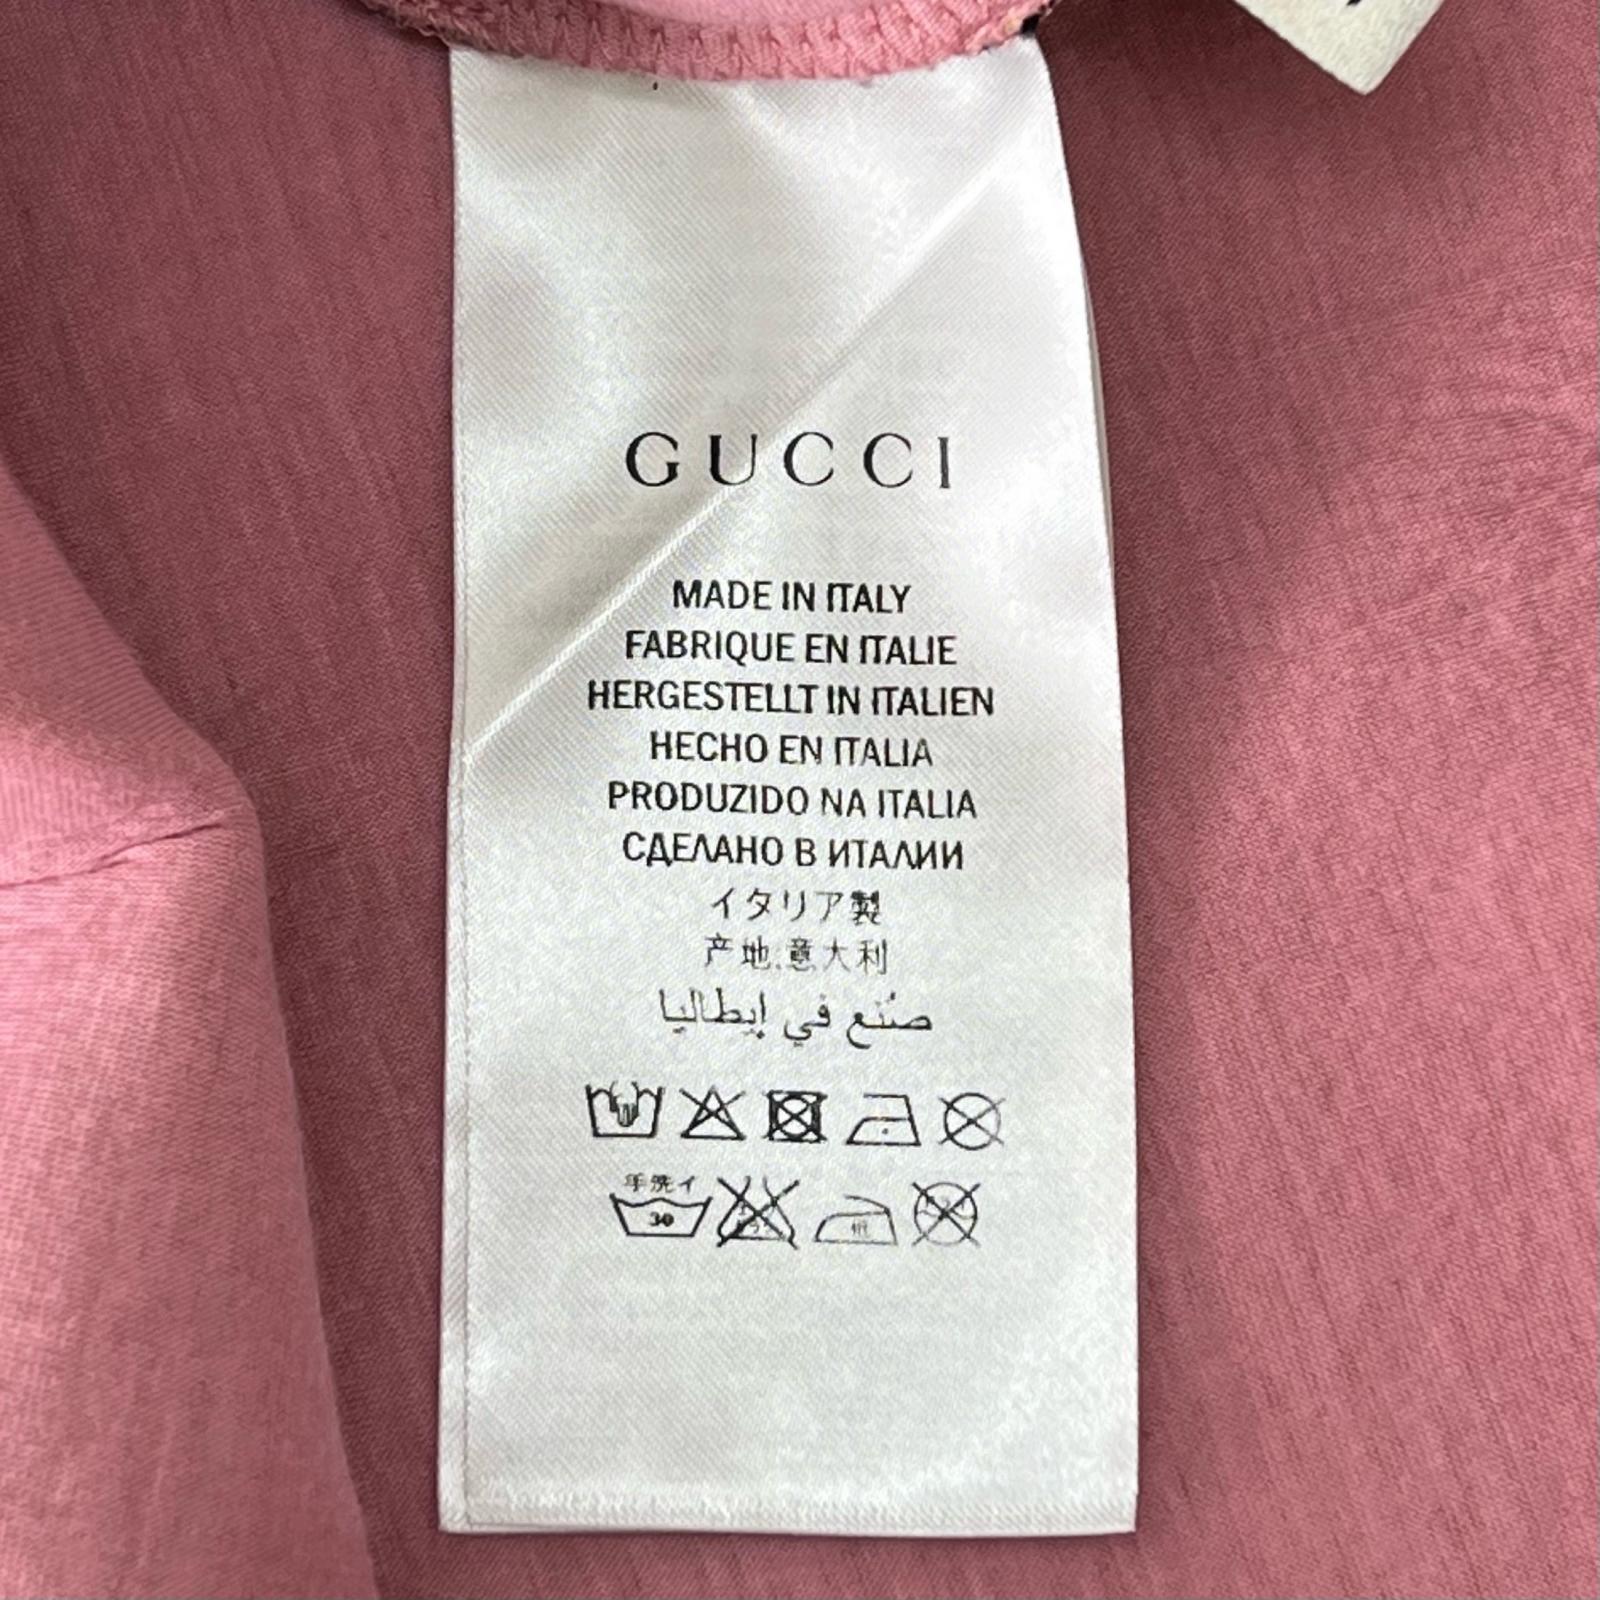 GUCCI
MADE IN ITALY
FABRIQUE EN ITALIE
HERGESTELLT IN ITALIEN
HECHO EN ITALIA
PRODUZIDO NA ITALIA
СДЕЛАНО В ИТАЛИИ
イタリア製
产地:意大利
صُنع في إيطاليا
手洗イ
30